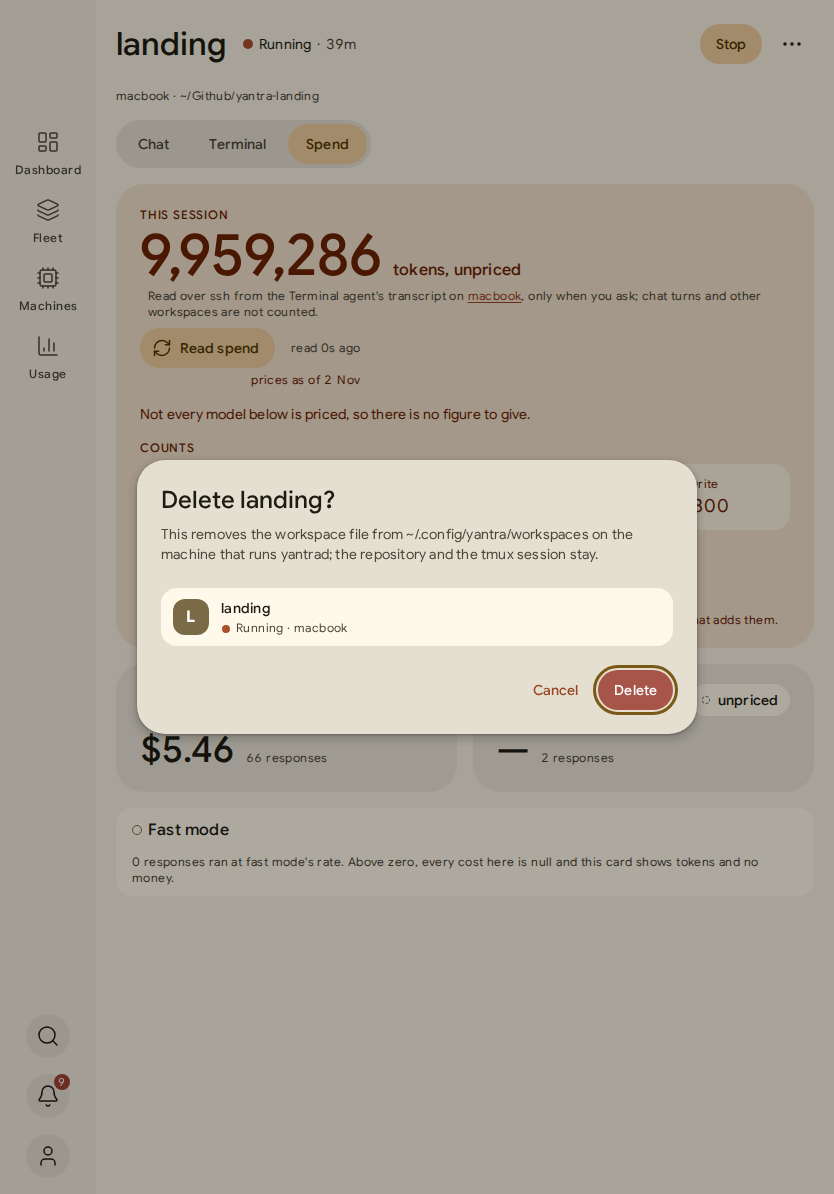 landing
Running · 39m
Stop
macbook · ~/Github/yantra-landing
Dashboard
Fleet
Machines
Usage
Chat
Terminal
Spend
THIS SESSION
9,959,286 tokens, unpriced
Read over ssh from the Terminal agent's transcript on macbook, only when you ask; chat turns and other
workspaces are not counted.
Read spend
read 0s ago
prices as of 2 Nov
Not every model below is priced, so there is no figure to give.
COUNTS
Delete landing?
This removes the workspace file from ~/.config/yantra/workspaces on the
machine that runs yantrad; the repository and the tmux session stay.
L
landing
Running · macbook
Cancel
Delete
adds them.
unpriced
$5.46 66 responses
— 2 responses
Fast mode
0 responses ran at fast mode's rate. Above zero, every cost here is null and this card shows tokens and no
money.
9